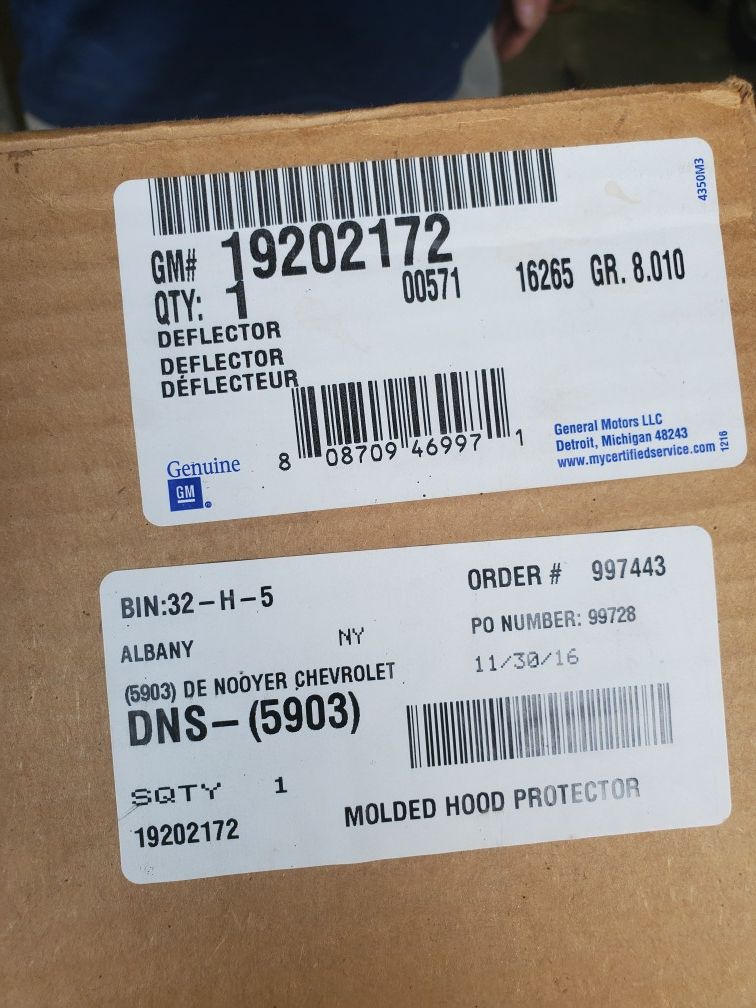 4350M3
GM# 19202172
QTY: 1 00571 16265 GR. 8.010
DEFLECTOR
DEFLECTOR
DÉFLECTEUR
8 08709 46997 1
Genuine
GM
General Motors LLC
Detroit, Michigan 48243
www.mycertifiedservice.com
1216
BIN:32-H-5
ORDER # 997443
ALBANY NY
PO NUMBER: 99728
11/30/16
(5903) DE NOOYER CHEVROLET
DNS-(5903)
SQTY 1
19202172
MOLDED HOOD PROTECTOR